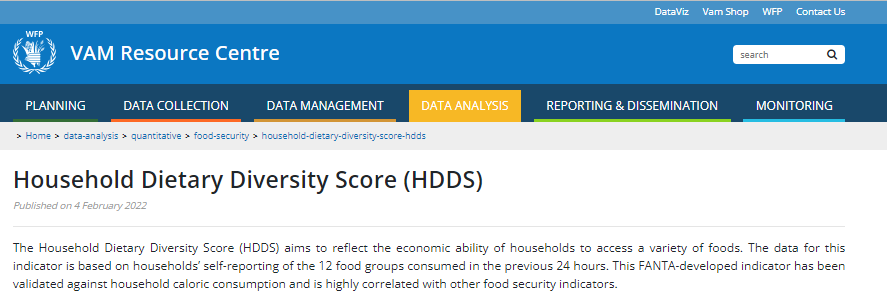 DataViz Vam Shop WFP Contact Us
WFP
VAM Resource Centre
search
PLANNING DATA COLLECTION DATA MANAGEMENT DATA ANALYSIS REPORTING & DISSEMINATION MONITORING
> Home > data-analysis > quantitative > food-security > household-dietary-diversity-score-hdds
Household Dietary Diversity Score (HDDS)
Published on 4 February 2022
The Household Dietary Diversity Score (HDDS) aims to reflect the economic ability of households to access a variety of foods. The data for this
indicator is based on households’ self-reporting of the 12 food groups consumed in the previous 24 hours. This FANTA-developed indicator has been
validated against household caloric consumption and is highly correlated with other food security indicators.